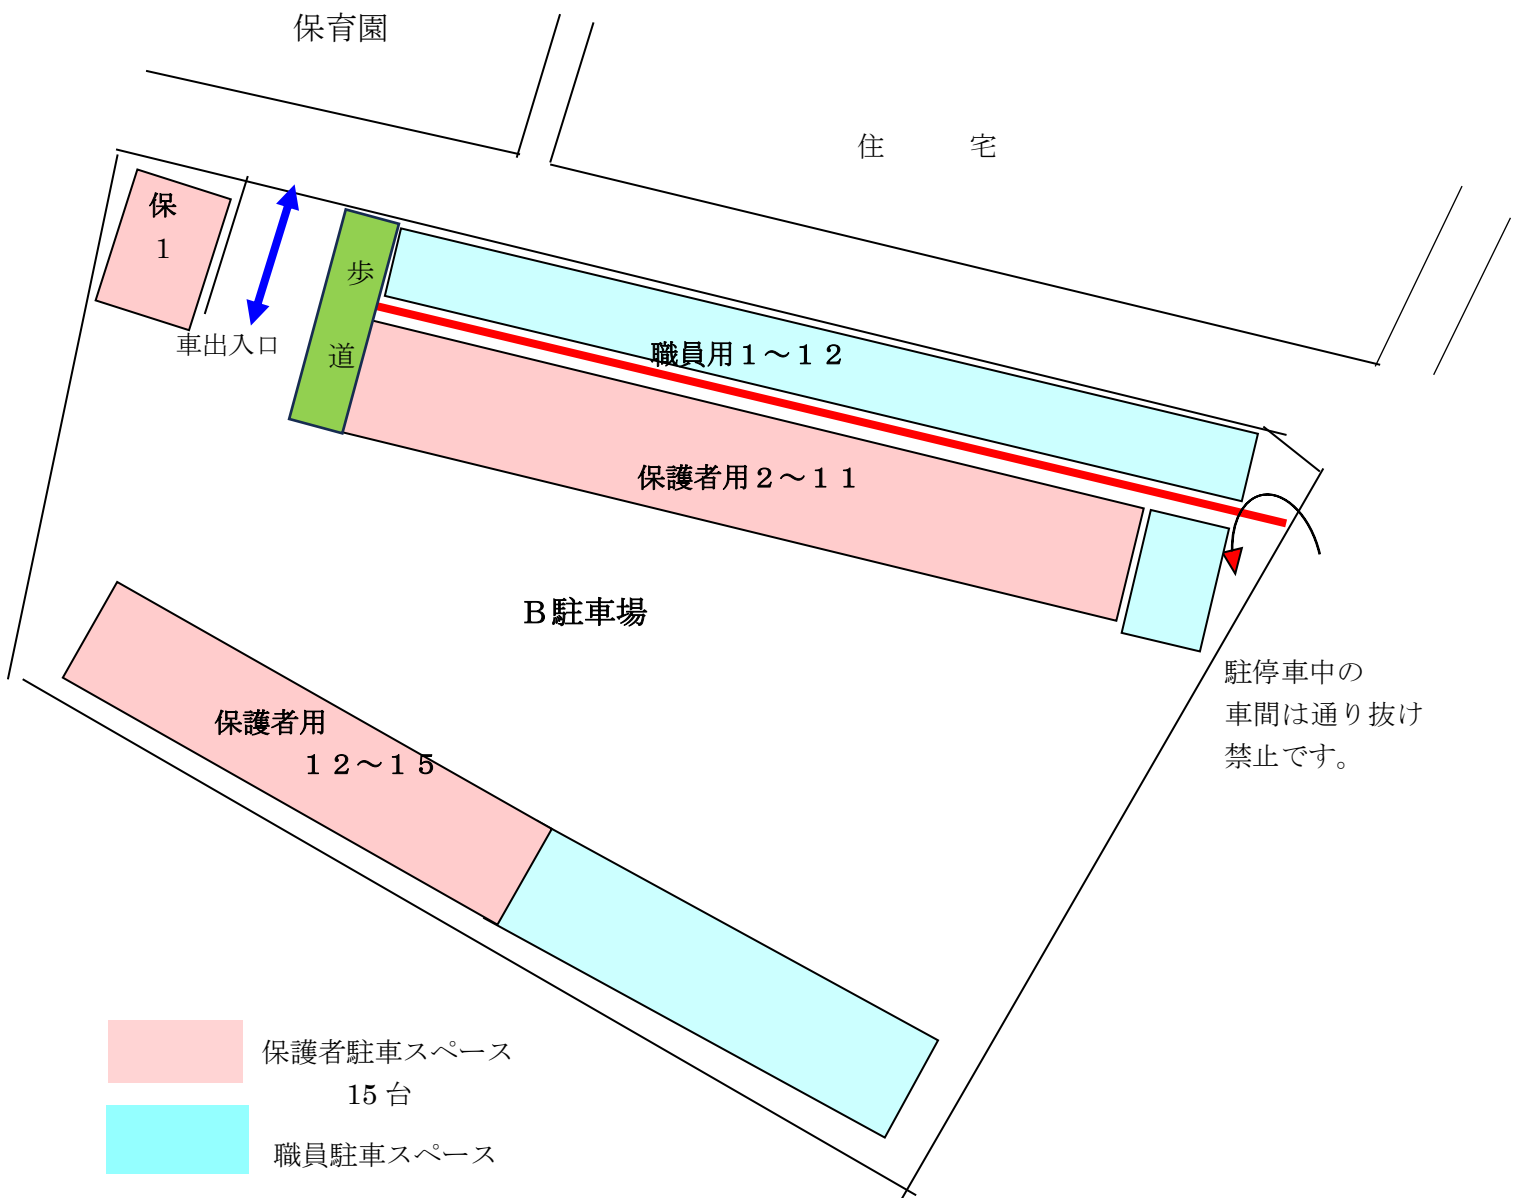 保育園
住　宅
保
1
車出入口
歩
道
職員用１～１２
保護者用２～１１
Ｂ駐車場
駐停車中の
車間は通り抜け
禁止です。
保護者用
１２～１５
保護者駐車スペース
15 台
職員駐車スペース